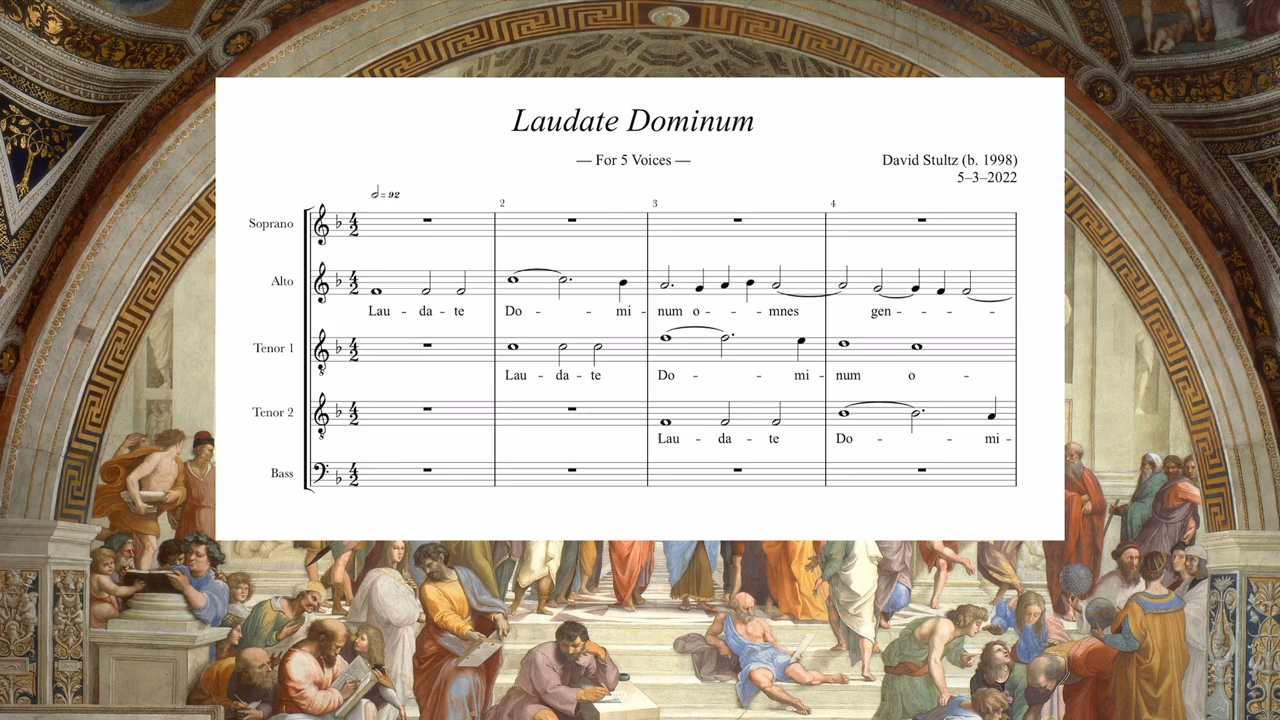 Laudate Dominum
— For 5 Voices —
David Stultz (b. 1998)
5–3–2022
= 92
2
3
4
Soprano
Alto
Lau - da - te Do - - mi - num o - - mnes gen - - -
Tenor 1
Lau - da - te Do - - mi - num o -
Tenor 2
Lau - da - te Do - - mi -
Bass